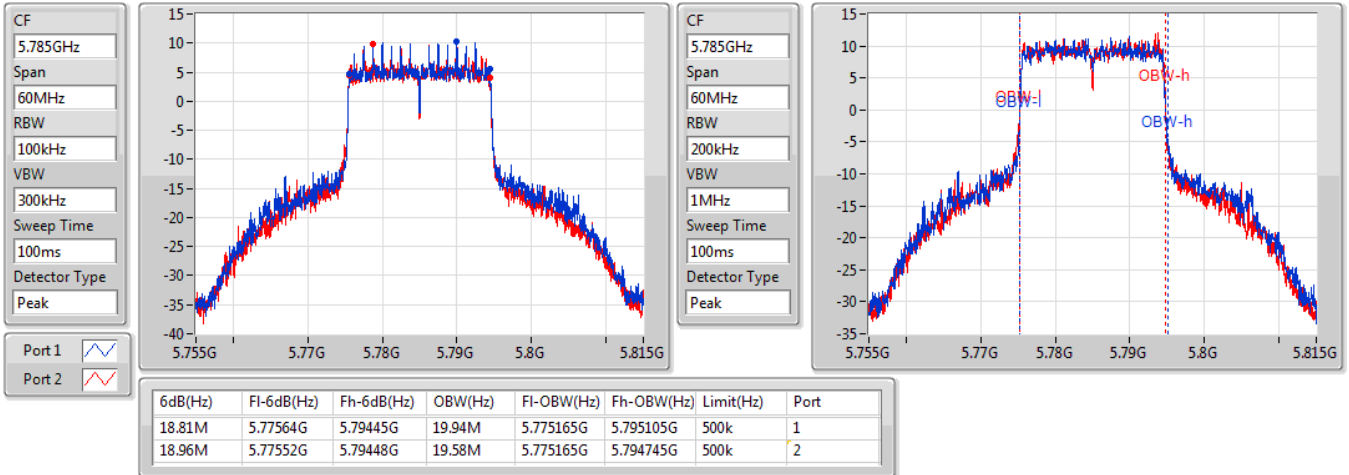 CF
5.785GHz
Span
60MHz
RBW
100kHz
VBW
300kHz
Sweep Time
100ms
Detector Type
Peak
Port 1
Port 2
15
10
5
0
-5
-10
-15
-20
-25
-30
-35
-40
5.755G 5.77G 5.78G 5.79G 5.8G 5.815G
CF
5.785GHz
Span
60MHz
RBW
200kHz
VBW
1MHz
Sweep Time
100ms
Detector Type
Peak
15
10
5
0
-5
-10
-15
-20
-25
-30
-35
OBW-h
OBW-l
OBW-l
OBW-h
5.755G 5.77G 5.78G 5.79G 5.8G 5.815G
6dB(Hz) Fl-6dB(Hz) Fh-6dB(Hz) OBW(Hz) Fl-OBW(Hz) Fh-OBW(Hz) Limit(Hz) Port
18.81M 5.77564G 5.79445G 19.94M 5.775165G 5.795105G 500k 1
18.96M 5.77552G 5.79448G 19.58M 5.775165G 5.794745G 500k 2